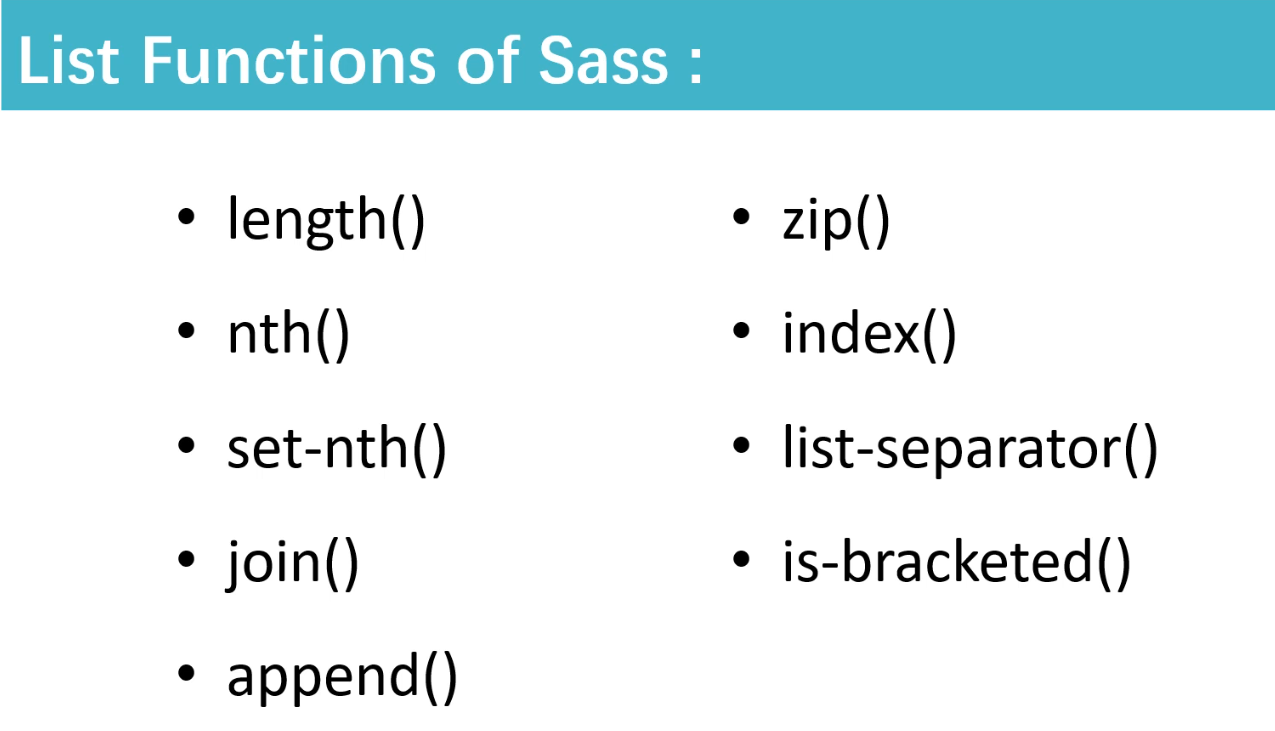 List Functions of Sass :
• length()
• nth()
• set-nth()
• join()
• append()
• zip()
• index()
• list-separator()
• is-bracketed()